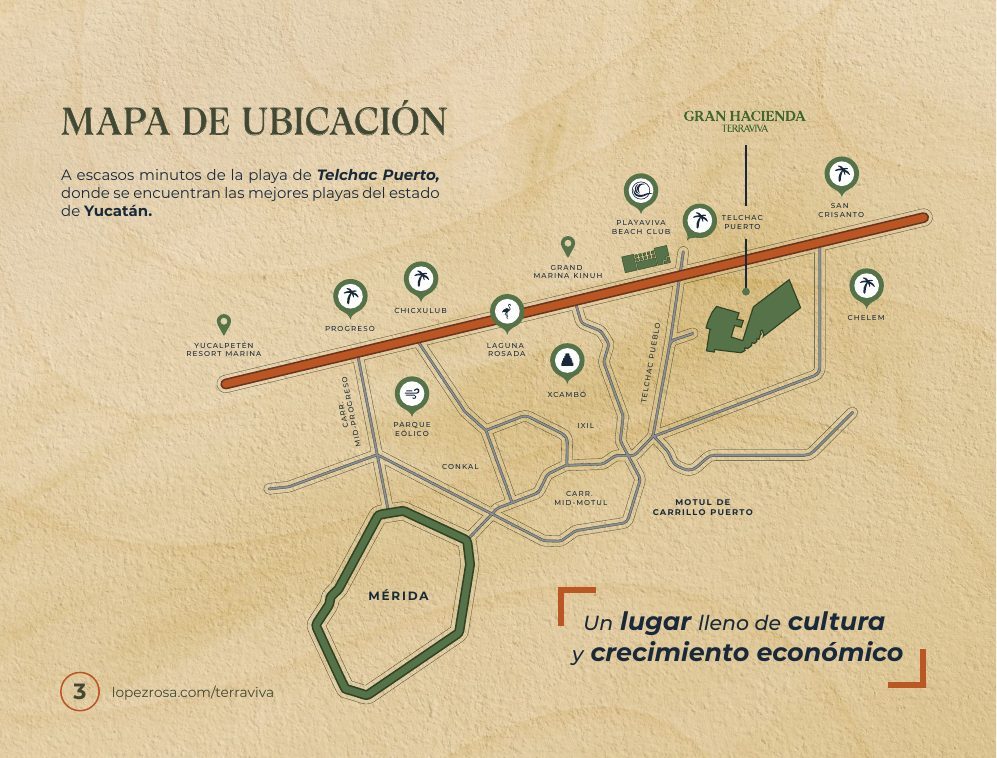 MAPA DE UBICACIÓN
A escasos minutos de la playa de Telchac Puerto,
donde se encuentran las mejores playas del estado
de Yucatán.
GRAN HACIENDA
TERRAVIVA
SAN
CRISANTO
PLAYAVIVA
BEACH CLUB
TELCHAC
PUERTO
GRAND
MARINA KINUH
CHICXULUB
PROGRESO
CHELEM
YUCALPETÉN
RESORT MARINA
LAGUNA
ROSADA
XCAMBÓ
TELCHAC PUEBLO
CARR.
MID-PROGRESO
PARQUE
EÓLICO
IXIL
CONKAL
CARR.
MID-MOTUL
MOTUL DE
CARRILLO PUERTO
MÉRIDA
Un lugar lleno de cultura
y crecimiento económico
3 lopezrosa.com/terraviva